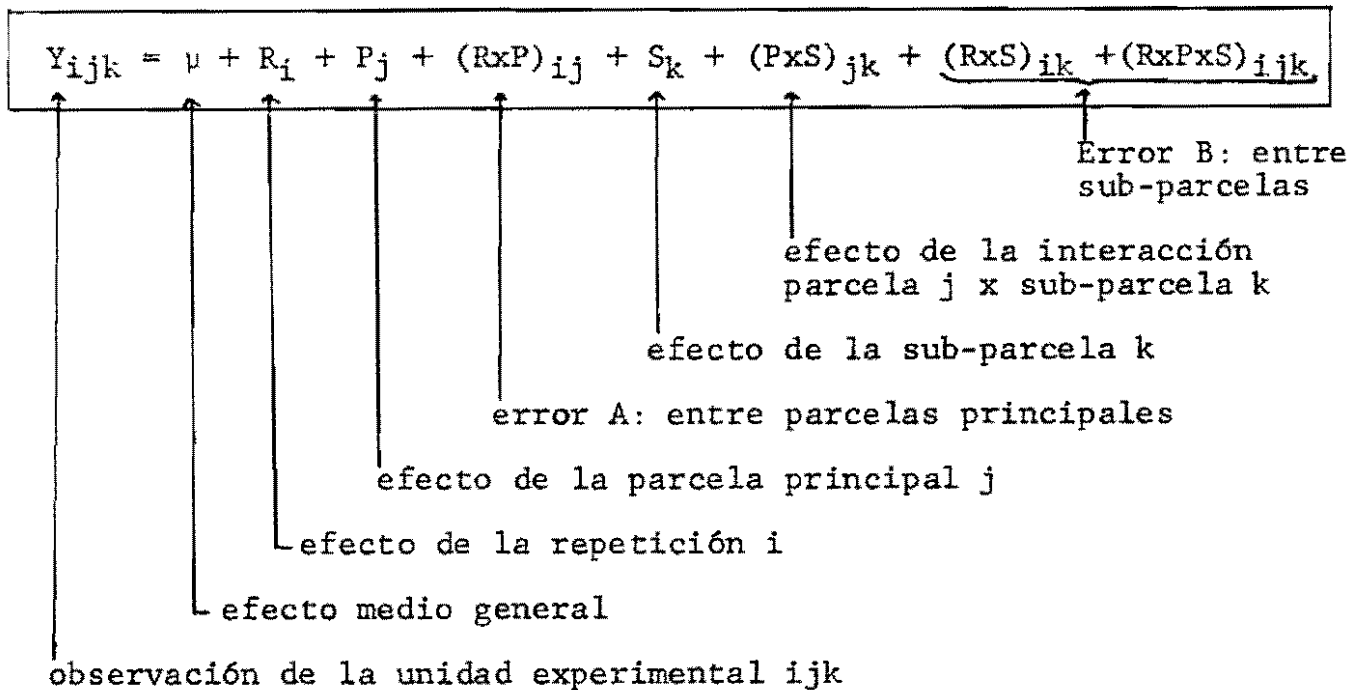 Y_ijk = μ + R_i + P_j + (RxP)_ij + S_k + (PxS)_jk + (RxS)_ik +(RxPxS)_ijk
Error B: entre
sub-parcelas
efecto de la interacción
parcela j x sub-parcela k
efecto de la sub-parcela k
error A: entre parcelas principales
efecto de la parcela principal j
efecto de la repetición i
efecto medio general
observación de la unidad experimental ijk